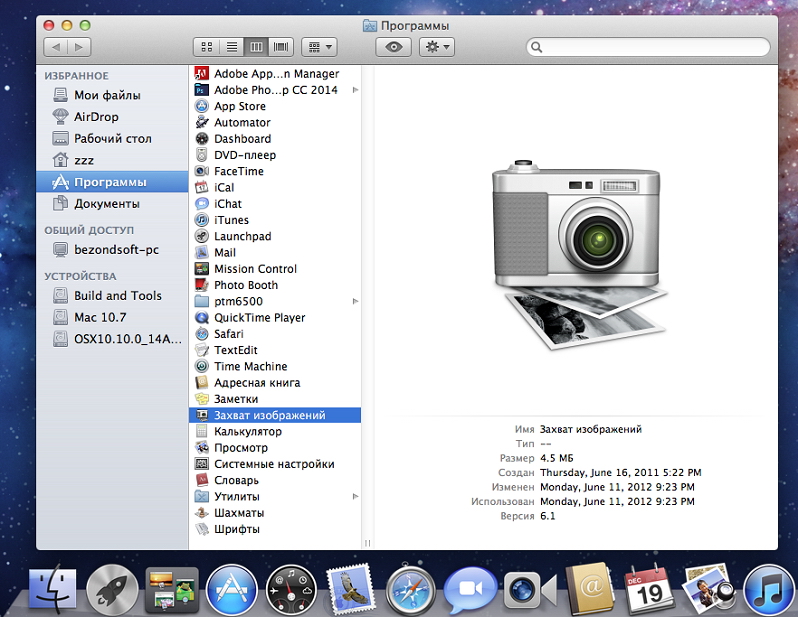 Программы
ИЗБРАННОЕ
Мои файлы
AirDrop
Рабочий стол
zzz
Программы
Документы
ОБЩИЙ ДОСТУП
bezondsoft-pc
УСТРОЙСТВА
Build and Tools
Mac 10.7
OSX10.10.0_14A...
Adobe App...n Manager
Adobe Pho...p CC 2014
App Store
Automator
Dashboard
DVD-плеер
FaceTime
iCal
iChat
iTunes
Launchpad
Mail
Mission Control
Photo Booth
ptm6500
QuickTime Player
Safari
TextEdit
Time Machine
Адресная книга
Заметки
Захват изображений
Калькулятор
Просмотр
Системные настройки
Словарь
Утилиты
Шахматы
Шрифты
Имя Захват изображений
Тип --
Размер 4.5 МБ
Создан Thursday, June 16, 2011 5:22 PM
Изменен Monday, June 11, 2012 9:23 PM
Использован Monday, June 11, 2012 9:23 PM
Версия 6.1
@
DEC
19